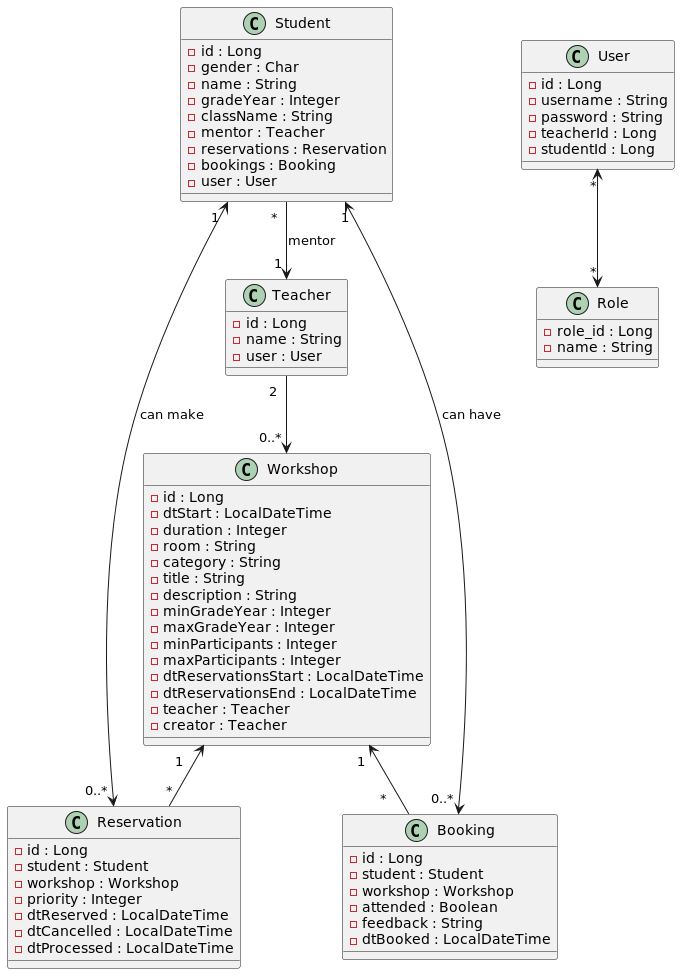 C Student
id : Long
gender : Char
name : String
gradeYear : Integer
className : String
mentor : Teacher
reservations : Reservation
bookings : Booking
user : User
C User
id : Long
username : String
password : String
teacherId : Long
studentId : Long
1
*
1
*
mentor
1
*
C Teacher
id : Long
name : String
user : User
C Role
role_id : Long
name : String
2
can make
can have
0..*
C Workshop
id : Long
dtStart : LocalDateTime
duration : Integer
room : String
category : String
title : String
description : String
minGradeYear : Integer
maxGradeYear : Integer
minParticipants : Integer
maxParticipants : Integer
dtReservationsStart : LocalDateTime
dtReservationsEnd : LocalDateTime
teacher : Teacher
creator : Teacher
1
1
0..*
*
*
0..*
C Reservation
id : Long
student : Student
workshop : Workshop
priority : Integer
dtReserved : LocalDateTime
dtCancelled : LocalDateTime
dtProcessed : LocalDateTime
C Booking
id : Long
student : Student
workshop : Workshop
attended : Boolean
feedback : String
dtBooked : LocalDateTime